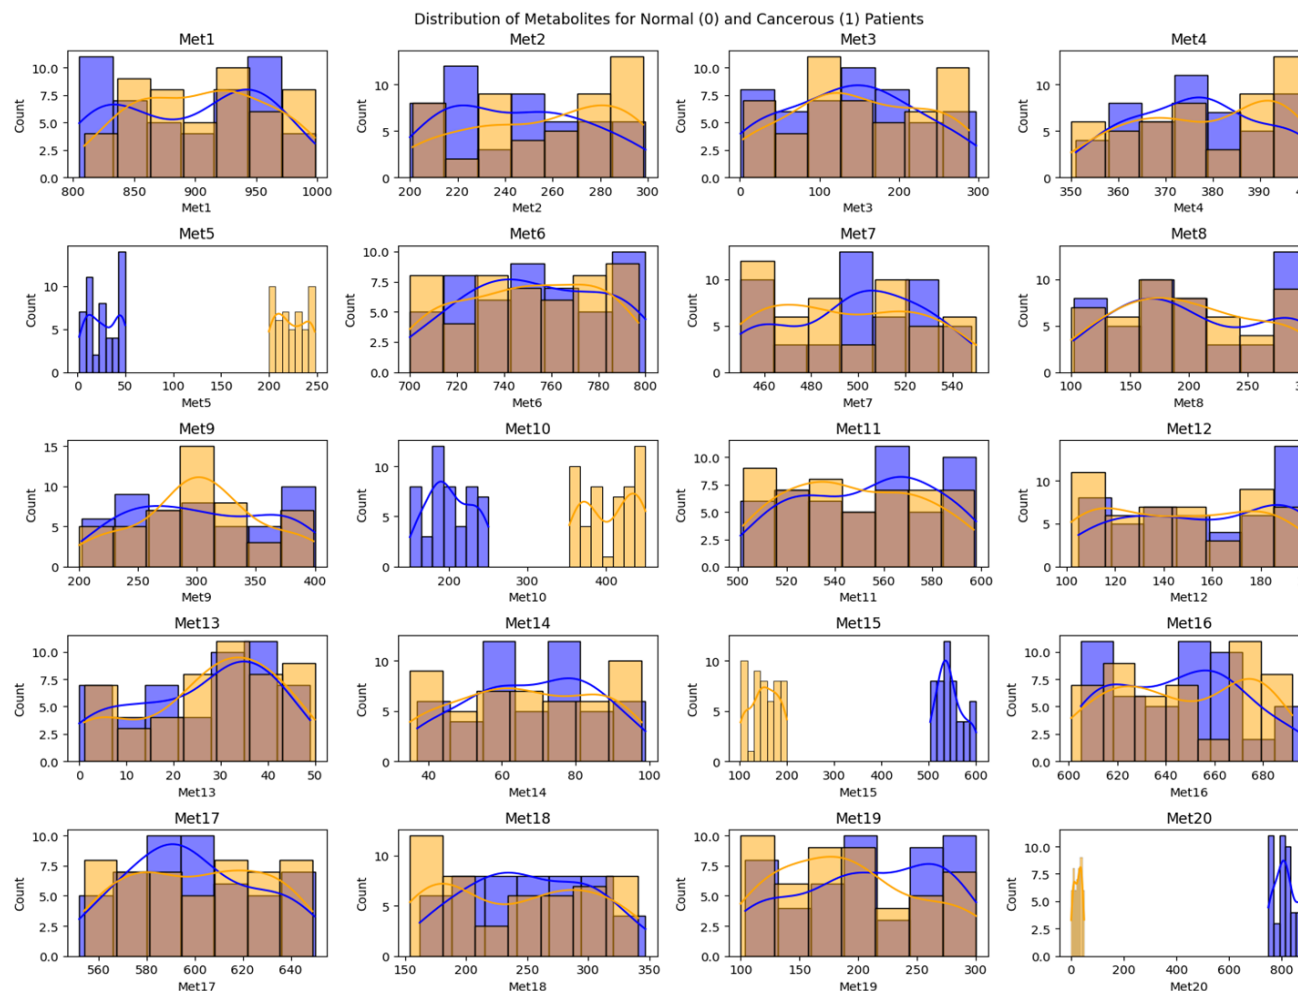 Distribution of Metabolites for Normal (0) and Cancerous (1) Patients
Met1 Met2 Met3 Met4
Count 10.0 7.5 5.0 2.5 0.0 Count 10 5 0 Count 10.0 7.5 5.0 2.5 0.0 Count 10 5 0
800 850 900 950 1000 200 220 240 260 280 300 0 100 200 300 350 360 370 380 390
Met1 Met2 Met3 Met4
Met5 Met6 Met7 Met8
Count 10 5 0 Count 10.0 7.5 5.0 2.5 0.0 Count 10 5 0 Count 10 5 0
0 50 100 150 200 250 700 720 740 760 780 800 460 480 500 520 540 100 150 200 250
Met5 Met6 Met7 Met8
Met9 Met10 Met11 Met12
Count 15 10 5 0 Count 10 5 0 Count 10.0 7.5 5.0 2.5 0.0 Count 10 5 0
200 250 300 350 400 200 300 400 500 520 540 560 580 600 100 120 140 160 180
Met9 Met10 Met11 Met12
Met13 Met14 Met15 Met16
Count 10.0 7.5 5.0 2.5 0.0 Count 10 5 0 Count 10 5 0 Count 10.0 7.5 5.0 2.5 0.0
0 10 20 30 40 50 40 60 80 100 100 200 300 400 500 600 600 620 640 660 680
Met13 Met14 Met15 Met16
Met17 Met18 Met19 Met20
Count 10.0 7.5 5.0 2.5 0.0 Count 10 5 0 Count 10.0 7.5 5.0 2.5 0.0 Count 10.0 7.5 5.0 2.5 0.0
560 580 600 620 640 150 200 250 300 350 100 150 200 250 300 0 200 400 600 800
Met17 Met18 Met19 Met20